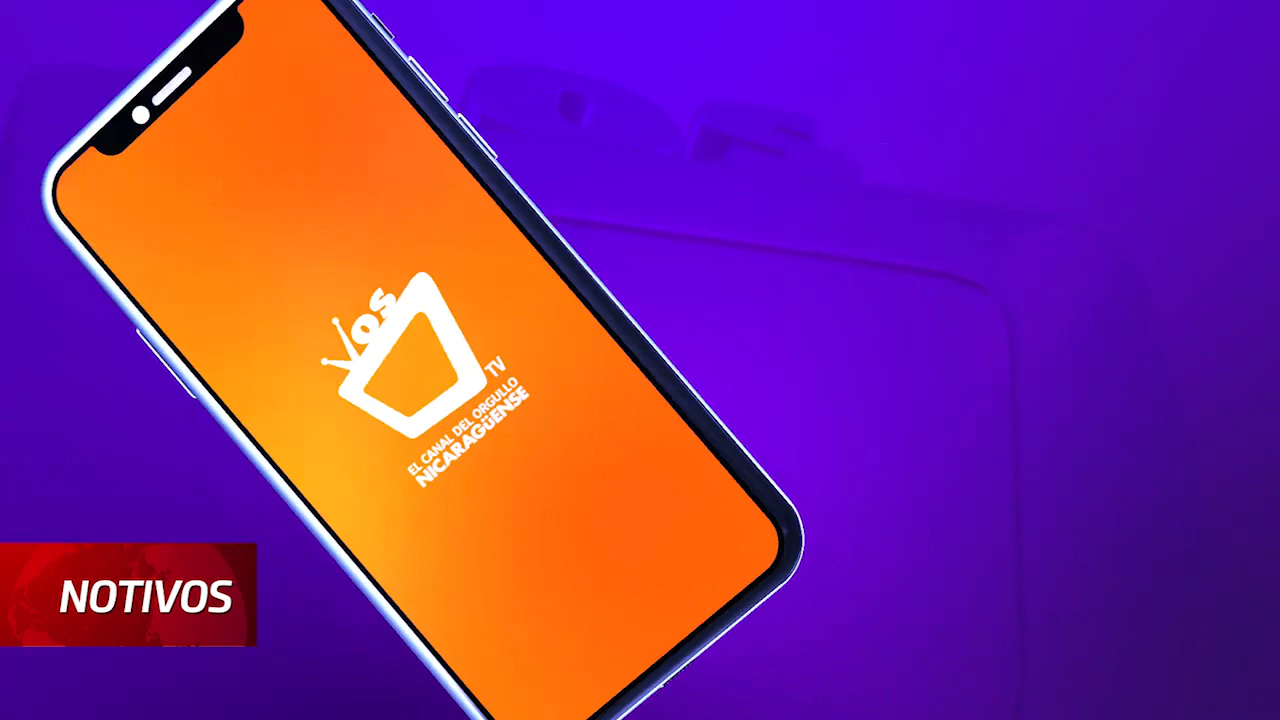 VOS
TV
EL CANAL DEL ORGULLO
NICARAGÜENSE
NOTIVOS